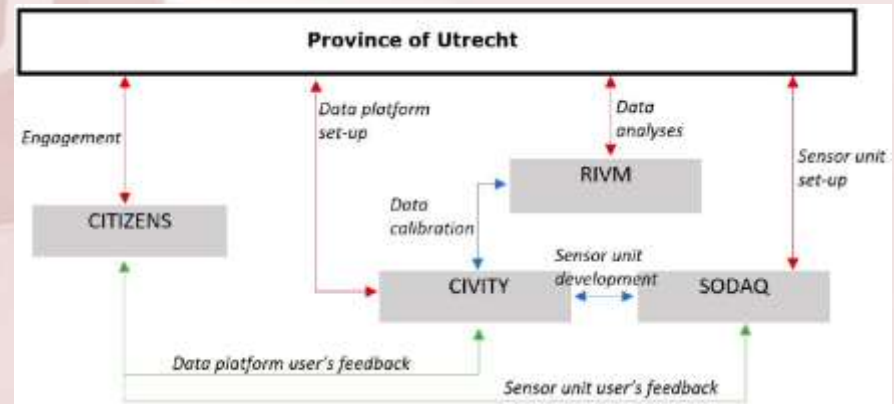 Province of Utrecht
Engagement
Data platform
set-up
Data
analyses
Sensor unit
set-up
RIVM
CITIZENS
Data
calibration
Sensor unit
development
CIVITY
SODAQ
Data platform user's feedback
Sensor unit user's feedback